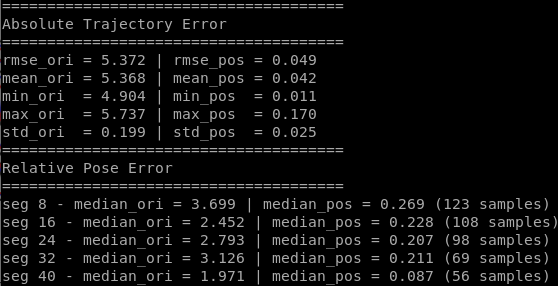 ======================================
Absolute Trajectory Error
======================================
rmse_ori = 5.372 | rmse_pos = 0.049
mean_ori = 5.368 | mean_pos = 0.042
min_ori  = 4.904 | min_pos  = 0.011
max_ori  = 5.737 | max_pos  = 0.170
std_ori  = 0.199 | std_pos  = 0.025
======================================
Relative Pose Error
======================================
seg 8 - median_ori = 3.699 | median_pos = 0.269 (123 samples)
seg 16 - median_ori = 2.452 | median_pos = 0.228 (108 samples)
seg 24 - median_ori = 2.793 | median_pos = 0.207 (98 samples)
seg 32 - median_ori = 3.126 | median_pos = 0.211 (69 samples)
seg 40 - median_ori = 1.971 | median_pos = 0.087 (56 samples)